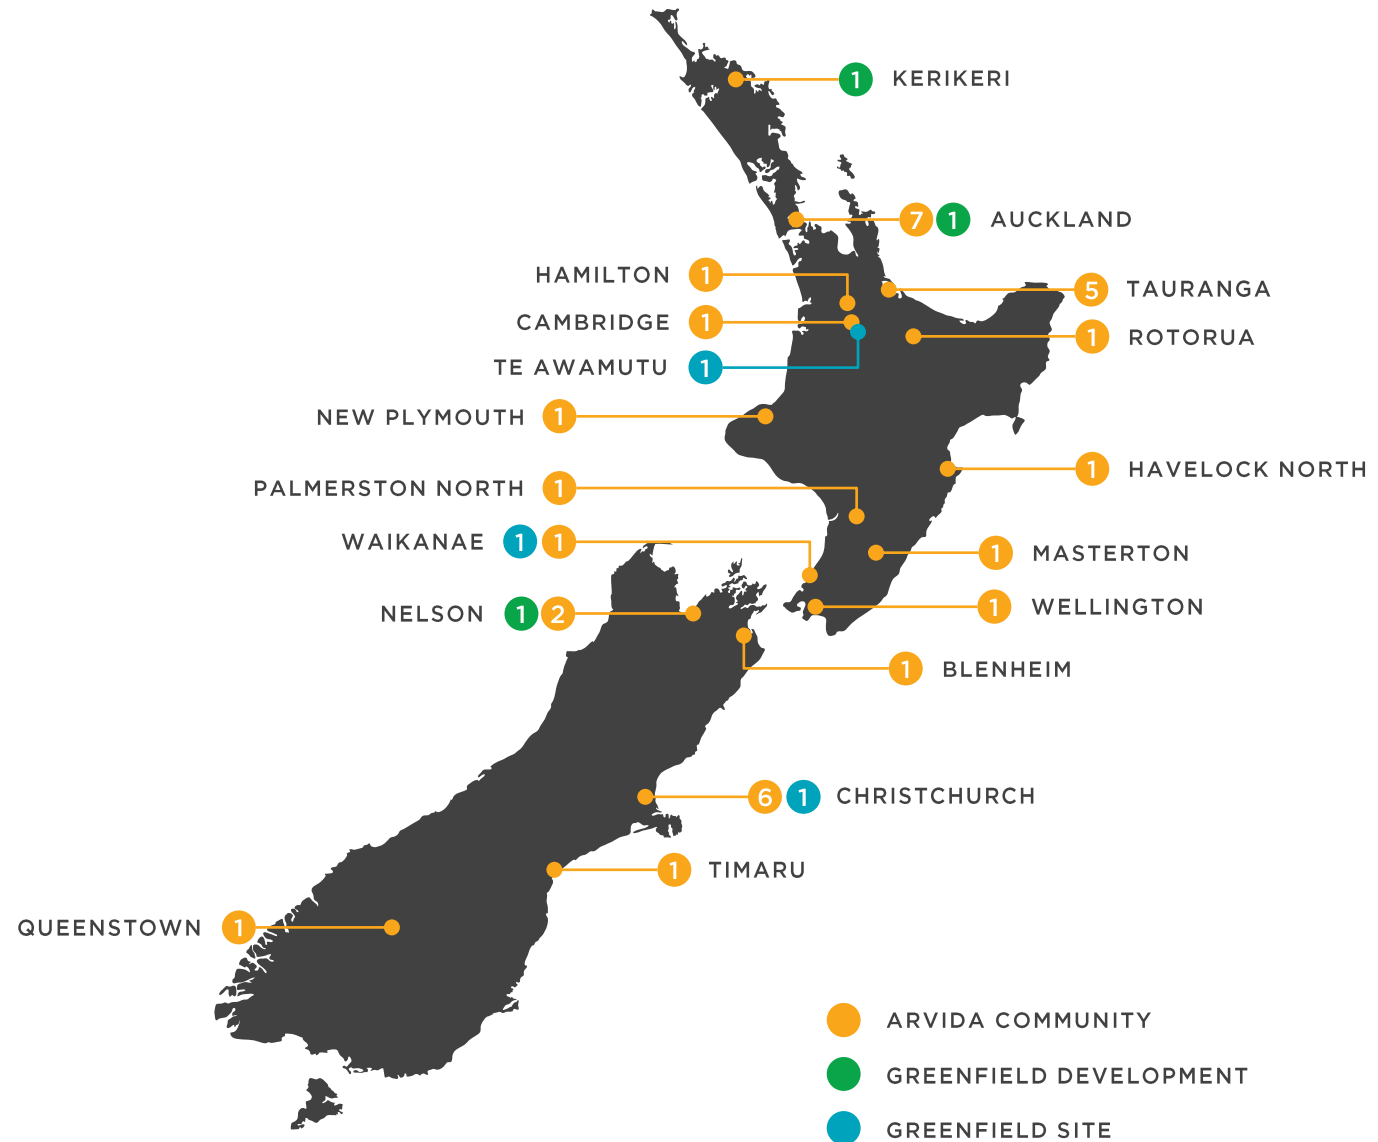 1 KERIKERI
7 1 AUCKLAND
HAMILTON 1
5 TAURANGA
CAMBRIDGE 1
1 ROTORUA
TE AWAMUTU 1
NEW PLYMOUTH 1
1 HAVELOCK NORTH
PALMERSTON NORTH 1
WAIKANAE 1 1
1 MASTERTON
1 WELLINGTON
NELSON 1 2
1 BLENHEIM
6 1 CHRISTCHURCH
1 TIMARU
QUEENSTOWN 1
ARVIDA COMMUNITY
GREENFIELD DEVELOPMENT
GREENFIELD SITE